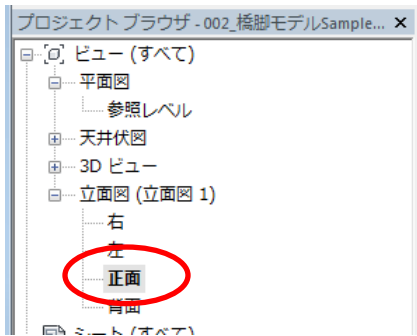 プロジェクト ブラウザ - 002_橋脚モデルSample...
ビュー (すべて)
平面図
参照レベル
天井伏図
3D ビュー
立面図 (立面図 1)
右
左
正面
背面
シート (すべて)